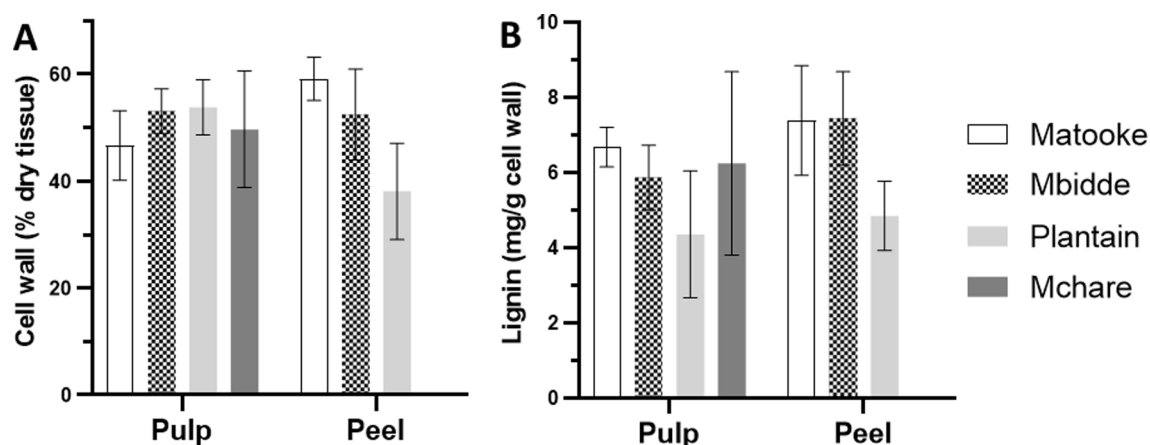 A
Cell wall (% dry tissue)
60
40
20
0
Pulp
Peel
B
Lignin (mg/g cell wall)
10
8
6
4
2
0
Pulp
Peel
Matooke
Mbidde
Plantain
Mchare